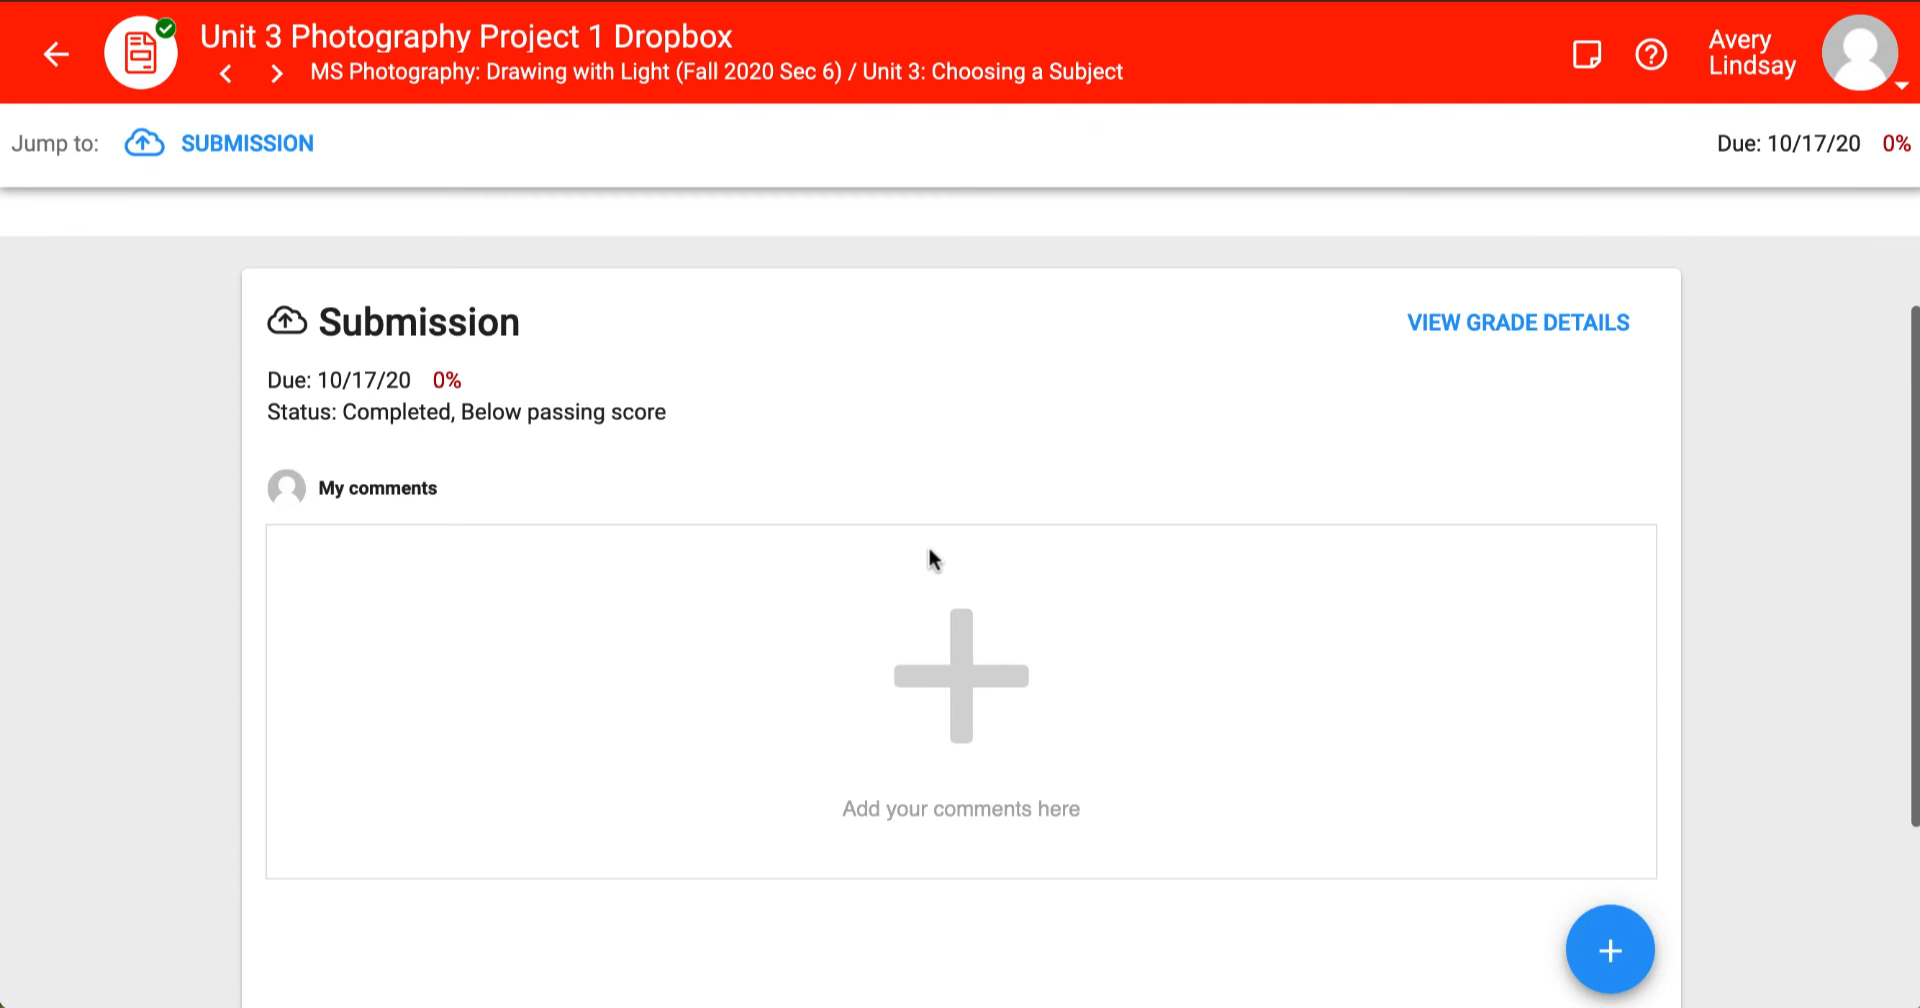 Unit 3 Photography Project 1 Dropbox
MS Photography: Drawing with Light (Fall 2020 Sec 6) / Unit 3: Choosing a Subject
Avery
Lindsay
Jump to: SUBMISSION
Due: 10/17/20 0%
Submission
VIEW GRADE DETAILS
Due: 10/17/20 0%
Status: Completed, Below passing score
My comments
Add your comments here